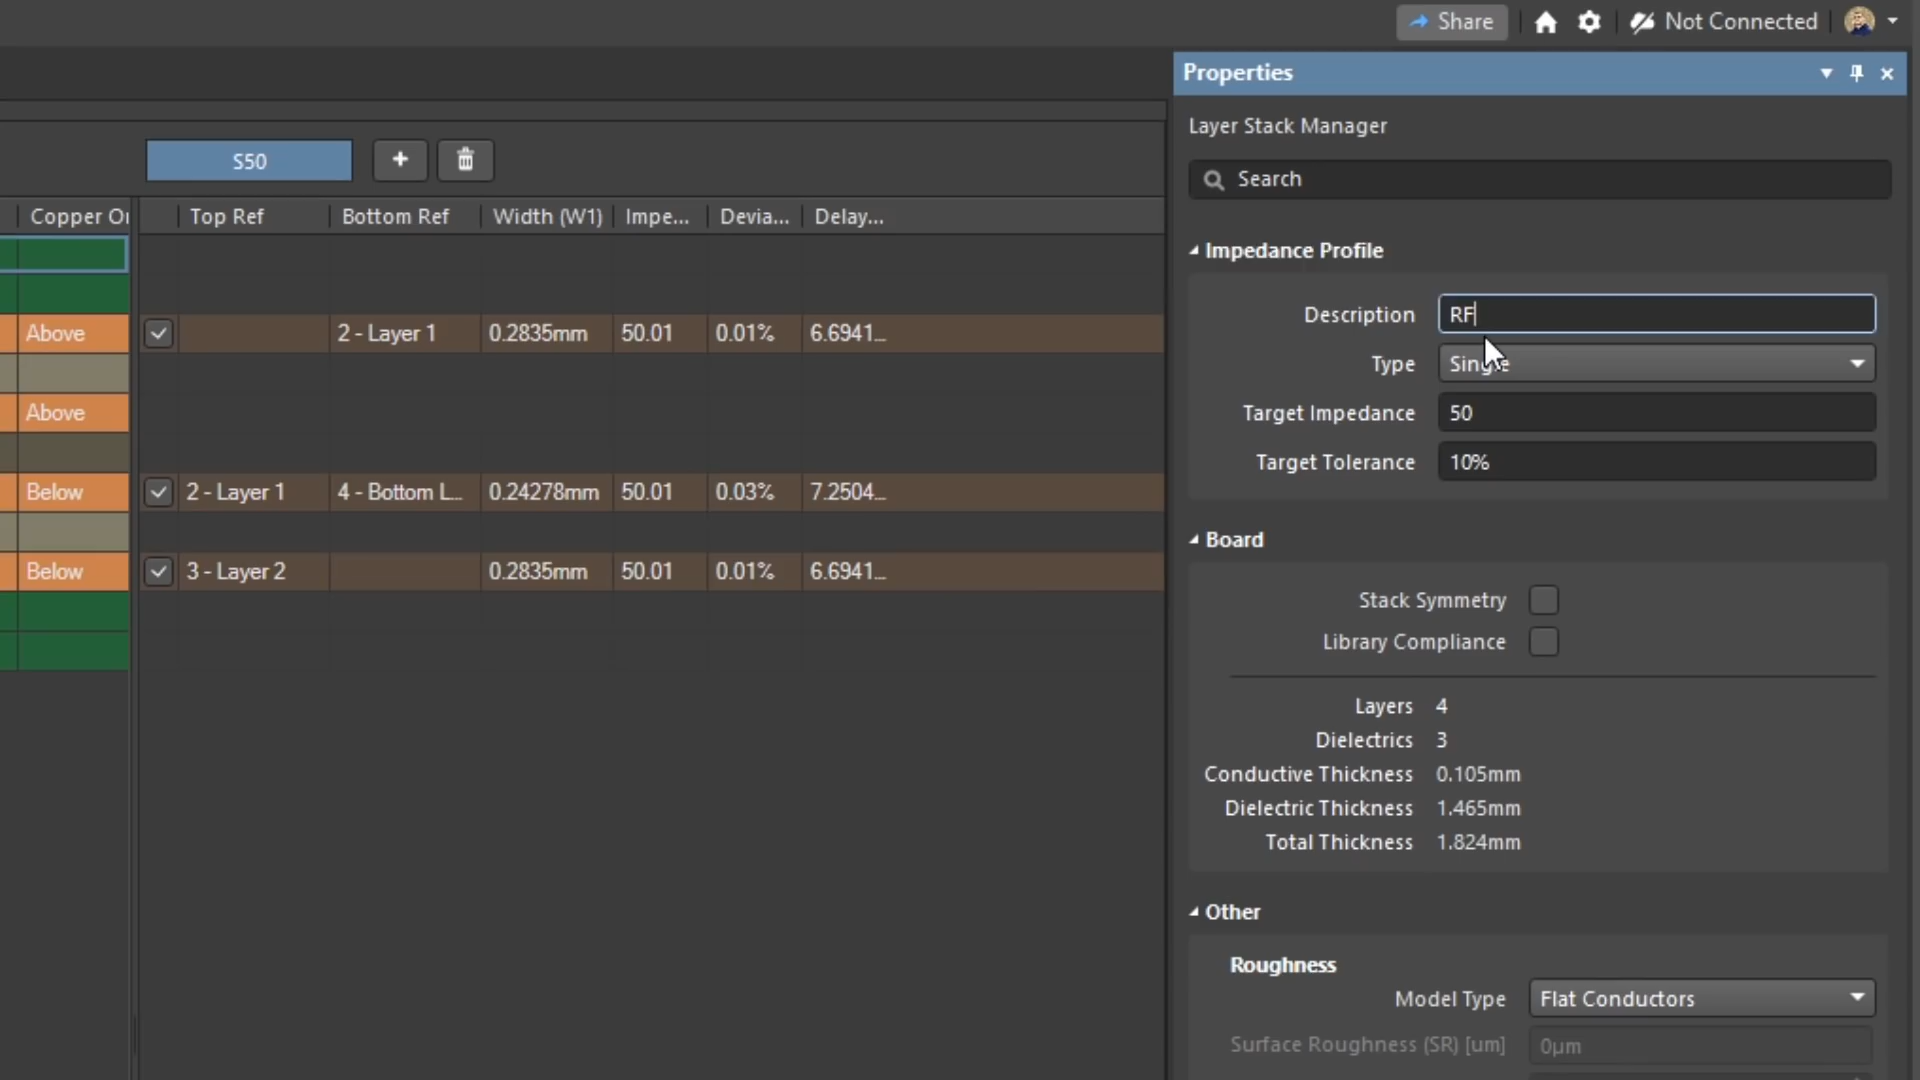 Share
Not Connected
Properties
Layer Stack Manager
Search
S50
Copper Or
Top Ref
Bottom Ref
Width (W1)
Impe...
Devia...
Delay...
Above
2 - Layer 1
0.2835mm
50.01
0.01%
6.6941...
Above
Below
2 - Layer 1
4 - Bottom L...
0.24278mm
50.01
0.03%
7.2504...
Below
3 - Layer 2
0.2835mm
50.01
0.01%
6.6941...
Impedance Profile
Description RF
Type Single
Target Impedance 50
Target Tolerance 10%
Board
Stack Symmetry
Library Compliance
Layers 4
Dielectrics 3
Conductive Thickness 0.105mm
Dielectric Thickness 1.465mm
Total Thickness 1.824mm
Other
Roughness
Model Type Flat Conductors
Surface Roughness (SR) [um] 0µm